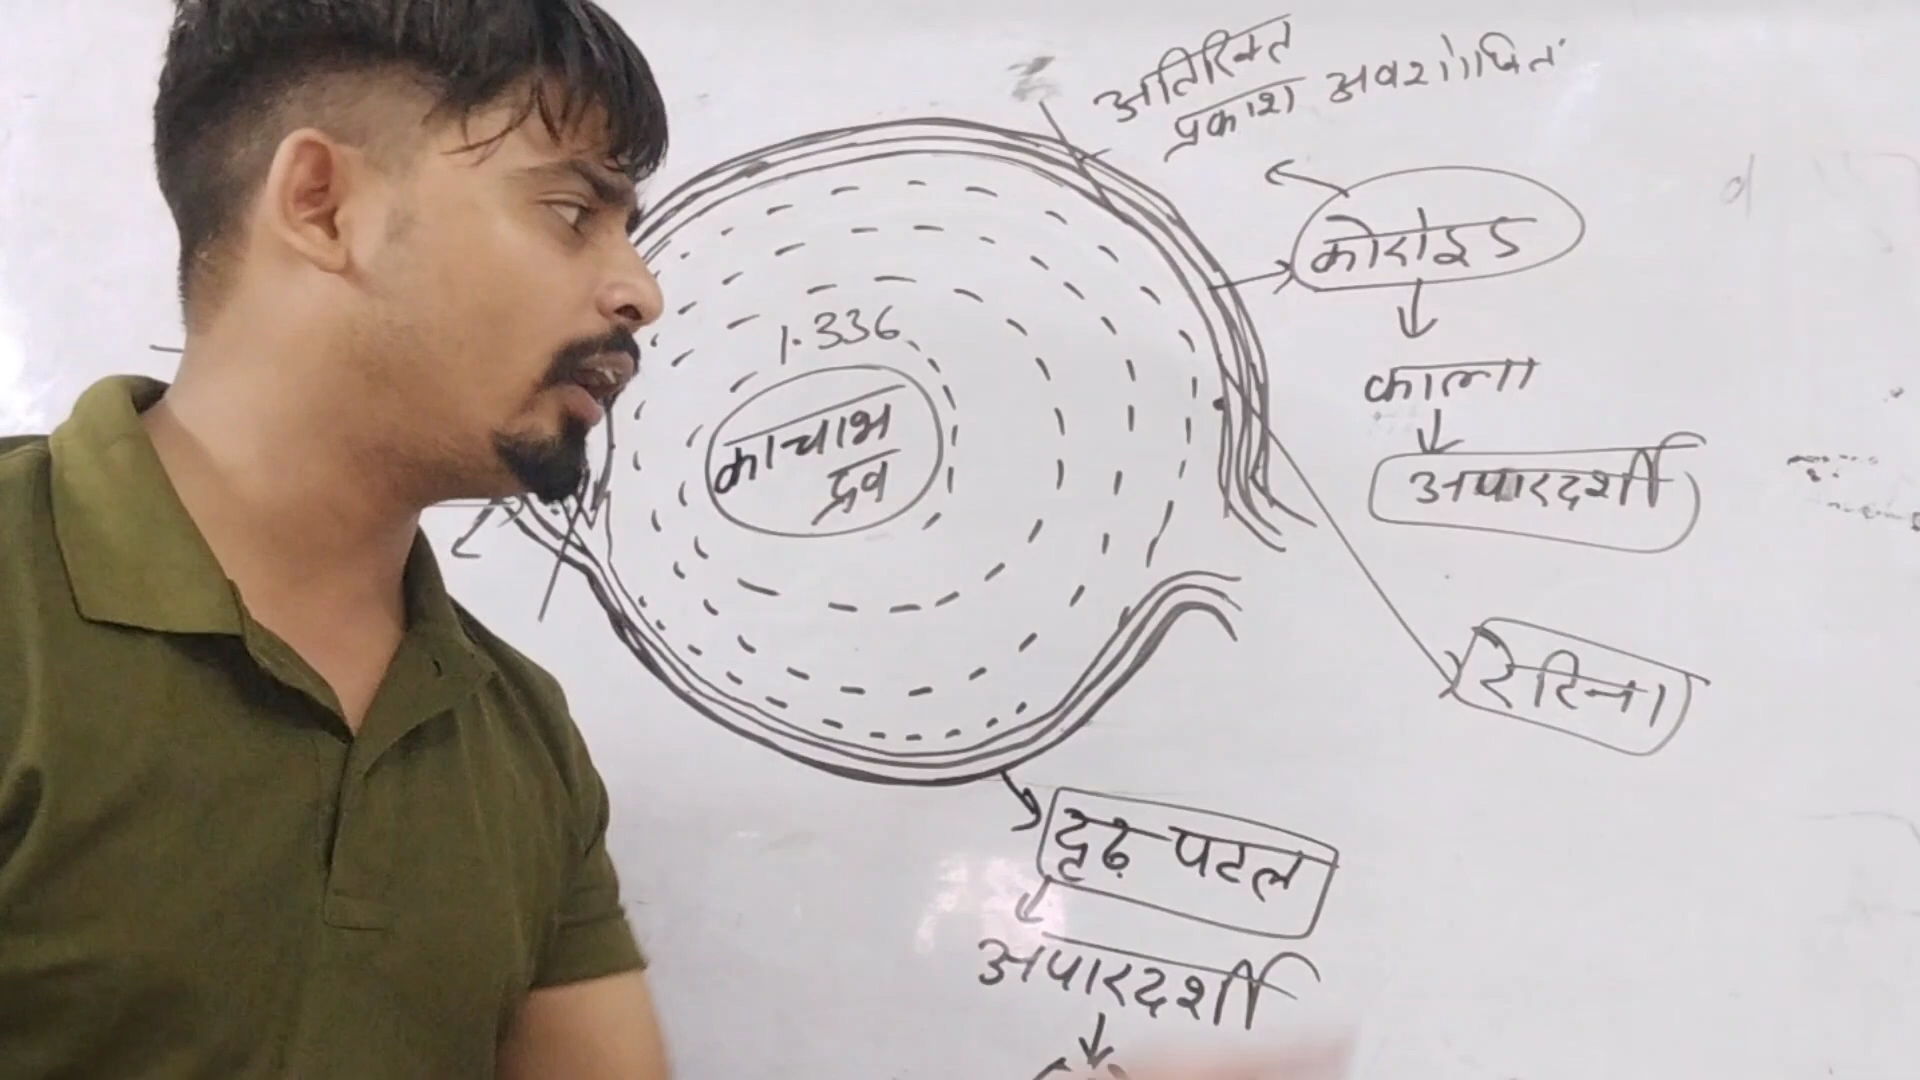 अतिरिक्त
प्रकाश अवशोषित
कोरोइड
1.336
काला
काचाभ
द्रव
अपारदर्शी
रेटिना
दृढ़ पटल
अपारदर्शी